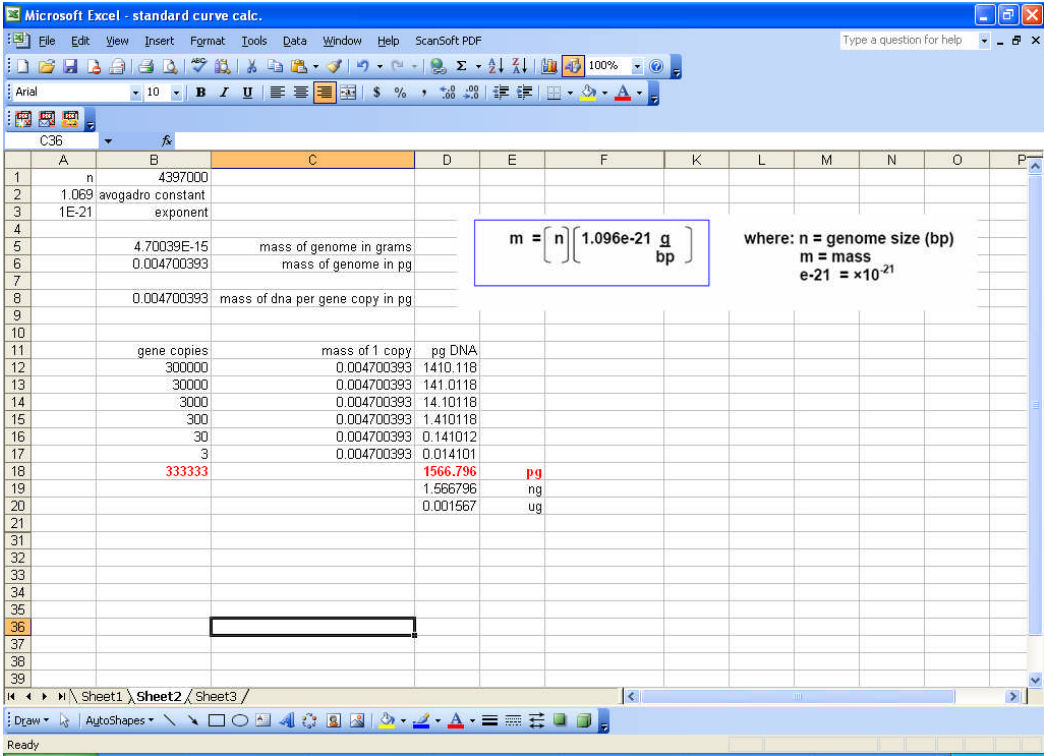 Microsoft Excel - standard curve calc.
File Edit View Insert Format Tools Data Window Help ScanSoft PDF Type a question for help
100%
Arial 10 B I U $ % ,
C36 fx
A B C D E F K L M N O P
1 n 4397000
2 1.069 avogadro constant
3 1E-21 exponent
4
5 4.70039E-15 mass of genome in grams
6 0.004700393 mass of genome in pg
7
8 0.004700393 mass of dna per gene copy in pg
9
10
m = [n] [1.096e-21 g
bp]
where: n = genome size (bp)
m = mass
e-21 = ×10⁻²¹
11 gene copies mass of 1 copy pg DNA
12 300000 0.004700393 1410.118
13 30000 0.004700393 141.0118
14 3000 0.004700393 14.10118
15 300 0.004700393 1.410118
16 30 0.004700393 0.141012
17 3 0.004700393 0.014101
18 333333 1566.796 pg
19 1.566796 ng
20 0.001567 ug
21
31
32
33
34
35
36
37
38
39
Sheet1 Sheet2 Sheet3
Draw AutoShapes
Ready